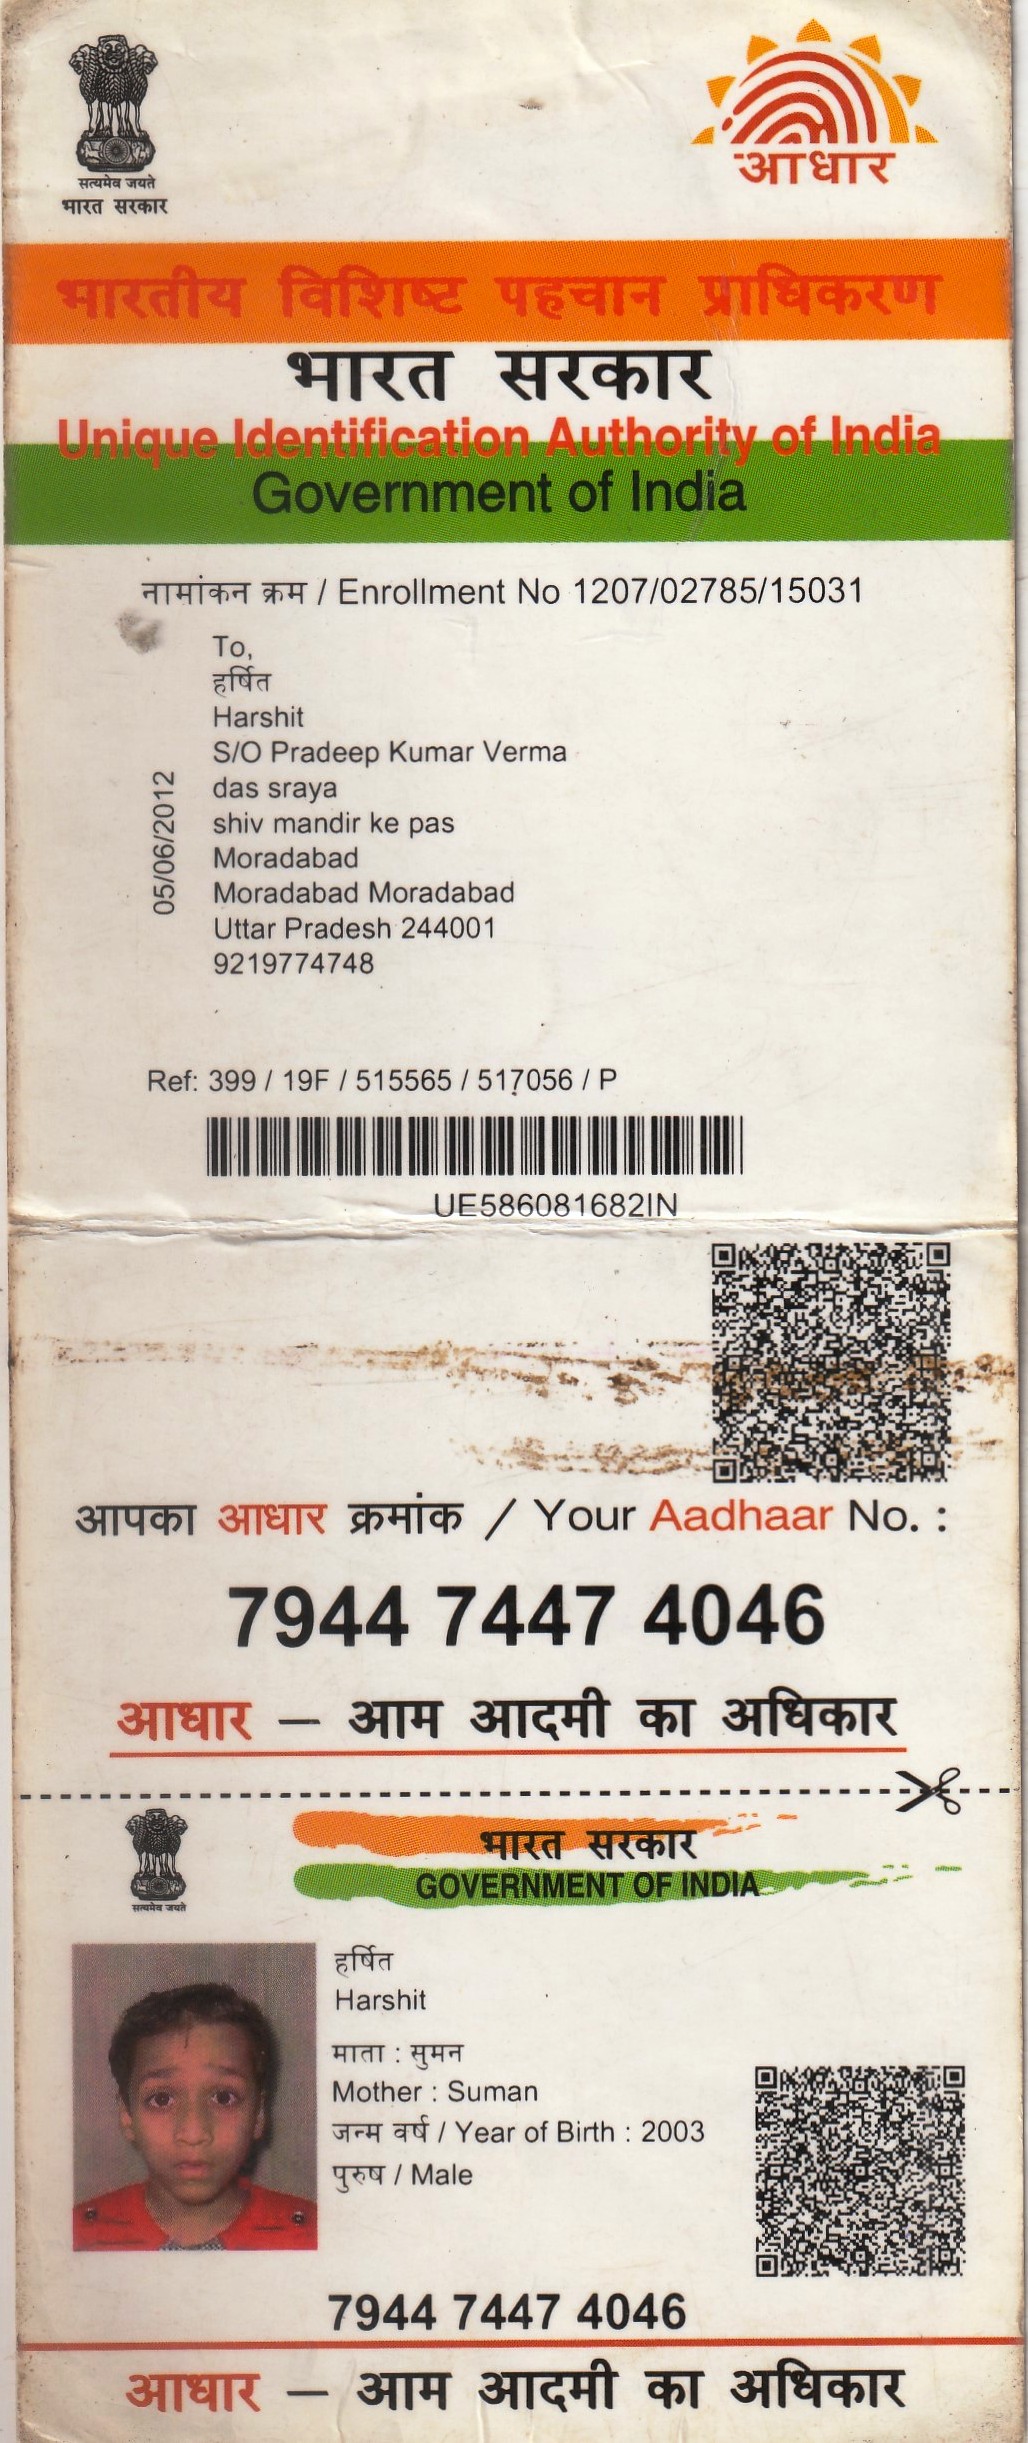 सत्यमेव जयते
भारत सरकार
आधार
भारतीय विशिष्ट पहचान प्राधिकरण
भारत सरकार
Unique Identification Authority of India
Government of India
नामांकन क्रम / Enrollment No 1207/02785/15031
To,
हर्षित
Harshit
S/O Pradeep Kumar Verma
das sraya
shiv mandir ke pas
Moradabad
Moradabad Moradabad
Uttar Pradesh 244001
9219774748
05/06/2012
Ref: 399 / 19F / 515565 / 517056 / P
UE586081682IN
आपका आधार क्रमांक / Your Aadhaar No. :
7944 7447 4046
आधार – आम आदमी का अधिकार
सत्यमेव जयते
भारत सरकार
GOVERNMENT OF INDIA
हर्षित
Harshit
माता : सुमन
Mother : Suman
जन्म वर्ष / Year of Birth : 2003
पुरुष / Male
7944 7447 4046
आधार – आम आदमी का अधिकार